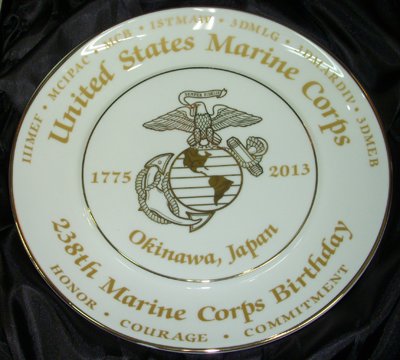 IIIMEF • MCIPAC • MCB • 1STMAW • 3DMLG • 3DMARDIV • 3DMEB
United States Marine Corps
1775
2013
Okinawa, Japan
238th Marine Corps Birthday
HONOR • COURAGE • COMMITMENT